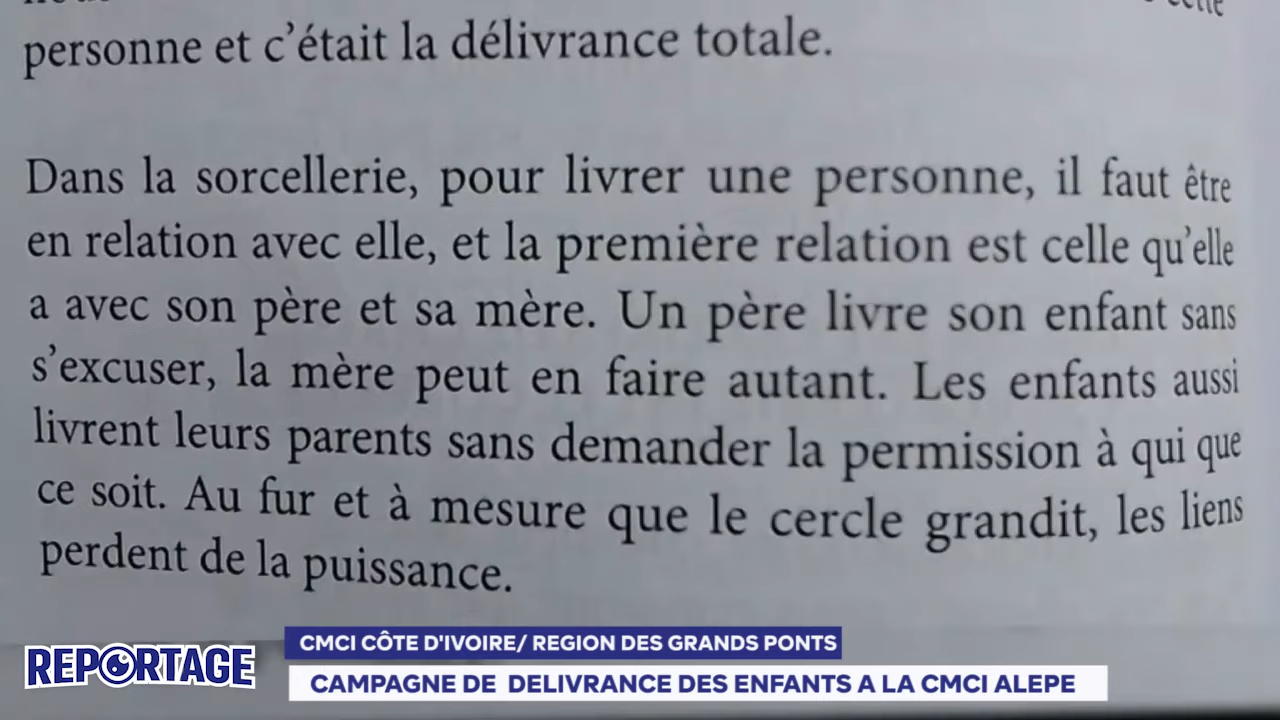 personne et c'était la délivrance totale.
Dans la sorcellerie, pour livrer une personne, il faut être
en relation avec elle, et la première relation est celle qu'elle
a avec son père et sa mère. Un père livre son enfant sans
s'excuser, la mère peut en faire autant. Les enfants aussi
livrent leurs parents sans demander la permission à qui que
ce soit. Au fur et à mesure que le cercle grandit, les liens
perdent de la puissance.
CMCI CÔTE D'IVOIRE/ REGION DES GRANDS PONTS
REPORTAGE
CAMPAGNE DE  DELIVRANCE DES ENFANTS A LA CMCI ALEPE